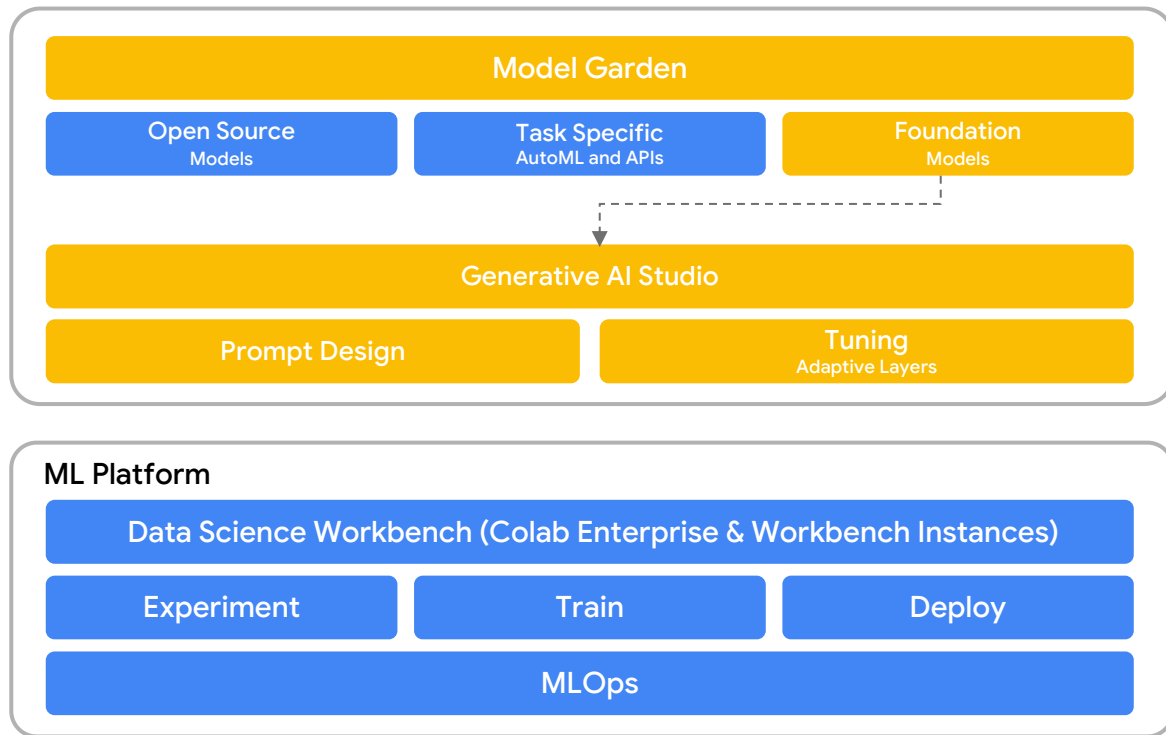 Model Garden
Open Source
Models
Task Specific
AutoML and APIs
Foundation
Models
Generative AI Studio
Prompt Design
Tuning
Adaptive Layers
ML Platform
Data Science Workbench (Colab Enterprise & Workbench Instances)
Experiment
Train
Deploy
MLOps